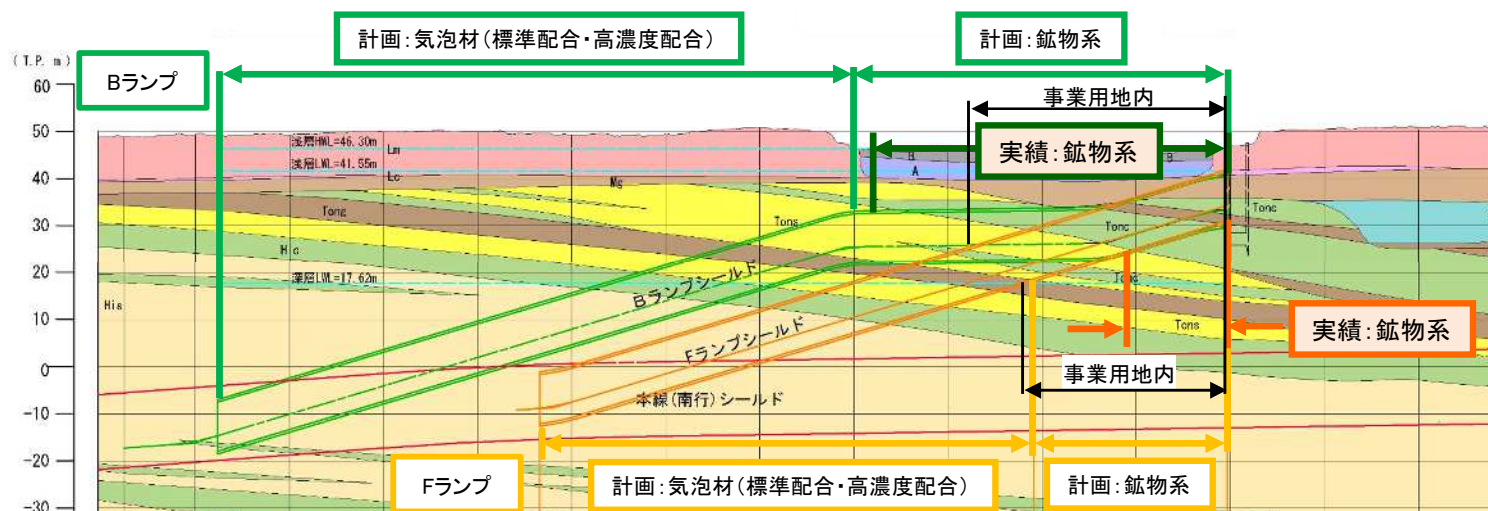 計画：気泡材（標準配合・高濃度配合）
計画：鉱物系
(T.P. m)
Bランプ
事業用地内
実績：鉱物系
60
50
40
30
20
10
0
-10
-20
-30
浅層HWL=46.30m
浅層LWL=41.55m
深層LWL=17.62m
Lm
Lc
Ms
B
B
A
Tons
Tons
Tonc
Tonc
Tons
Hic
His
Bランプシールド
Fランプシールド
本線(南行)シールド
実績：鉱物系
事業用地内
Fランプ
計画：気泡材（標準配合・高濃度配合）
計画：鉱物系